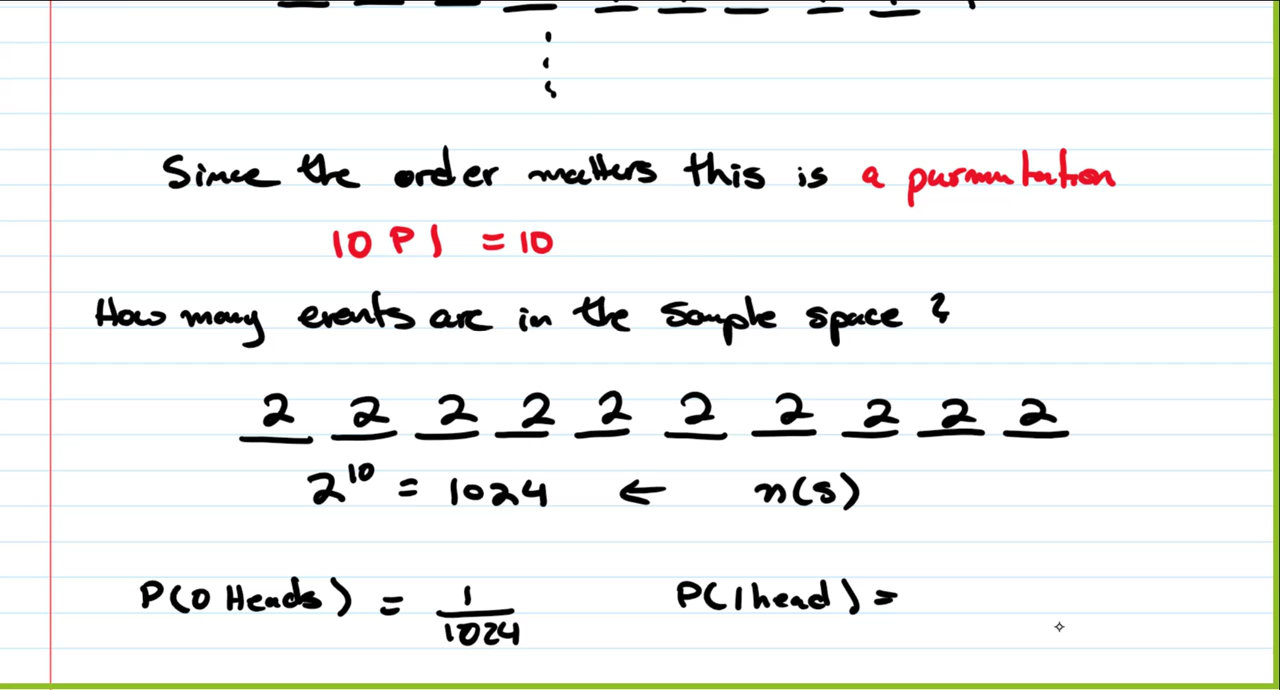 Since the order matters this is a purmutation
10 P 1 = 10
How many events are in the sample space ?
2 2 2 2 2 2 2 2 2 2
2^10 = 1024 ← n(s)
P(0 Heads) = 1/1024 P(1 head) =